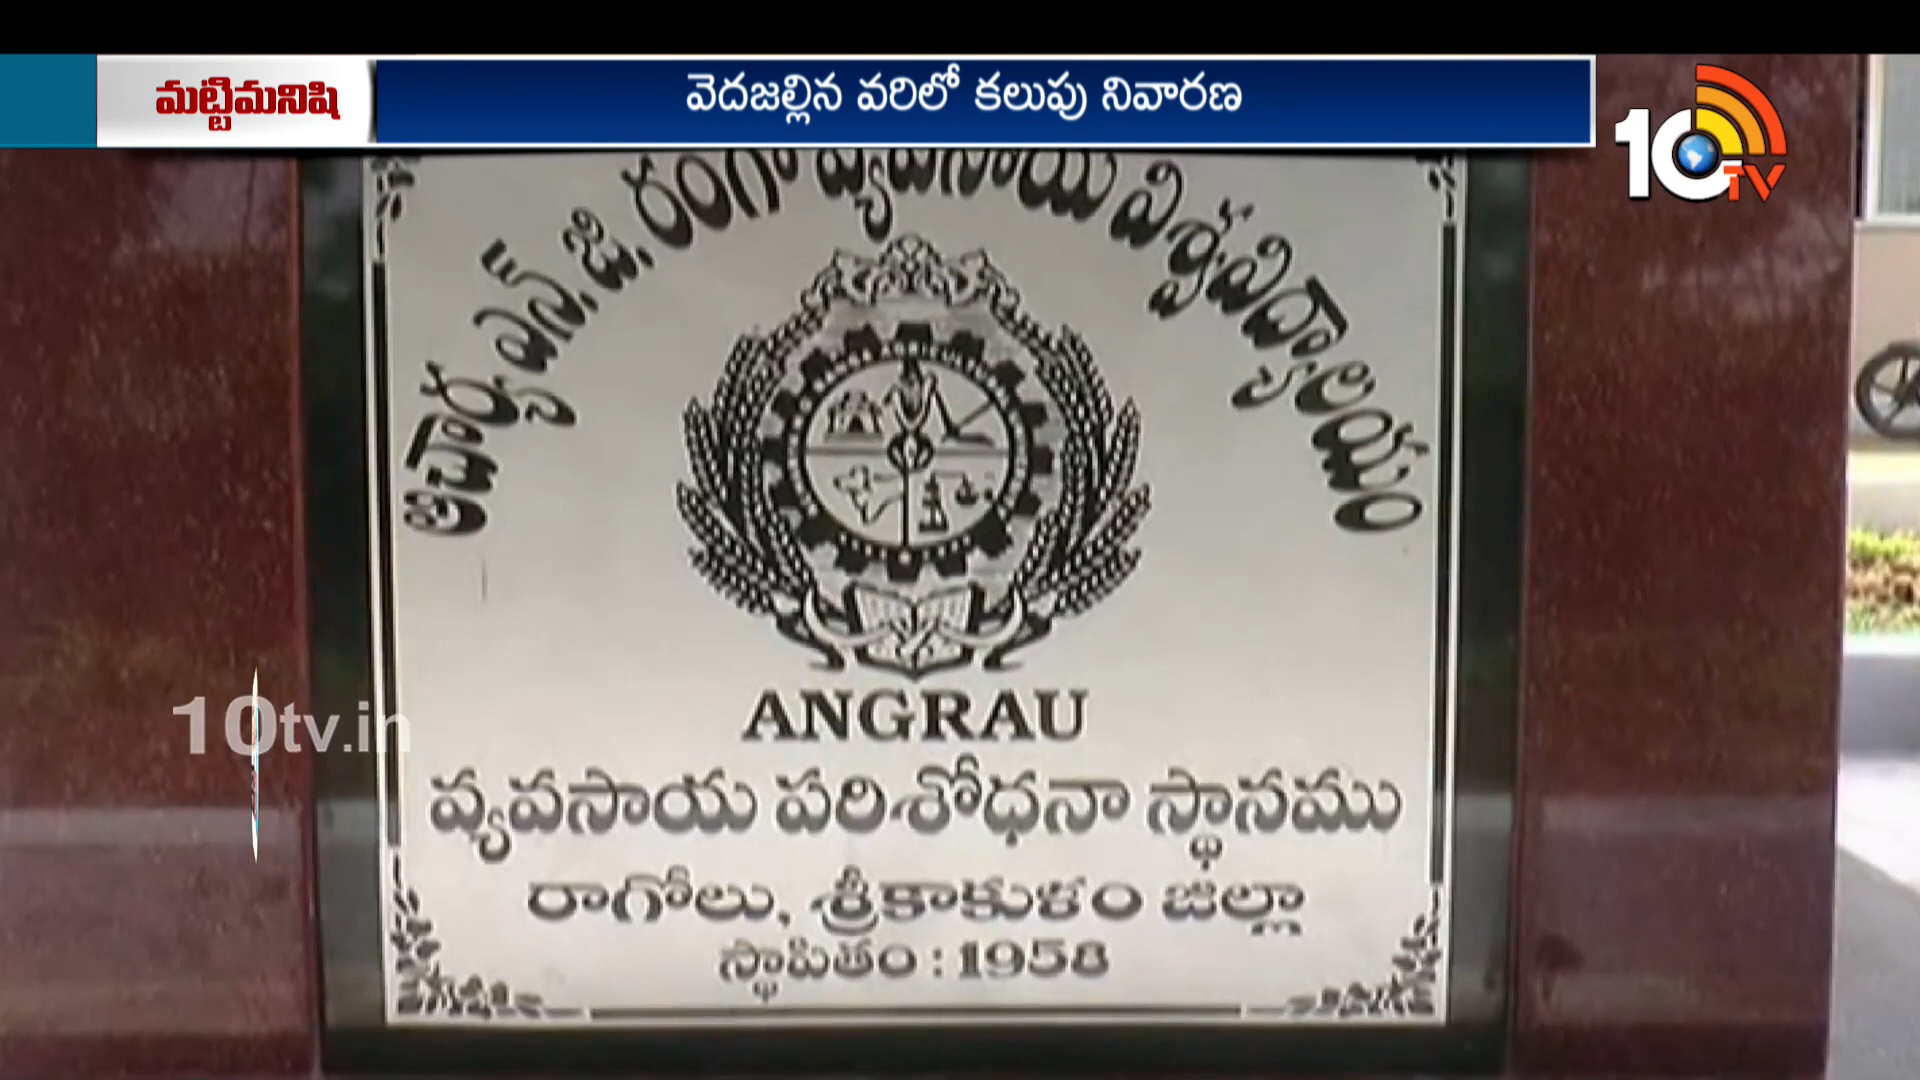 మట్టిమనిషి
వెదజల్లిన వరిలో కలుపు నివారణ
10TV
ఆచార్య ఎన్.జి. రంగా వ్యవసాయ విశ్వవిద్యాలయం
ANGRAU
10tv.in
వ్యవసాయ పరిశోధనా స్థానము
రాగోలు, శ్రీకాకుళం జిల్లా
స్థాపితం : 1958